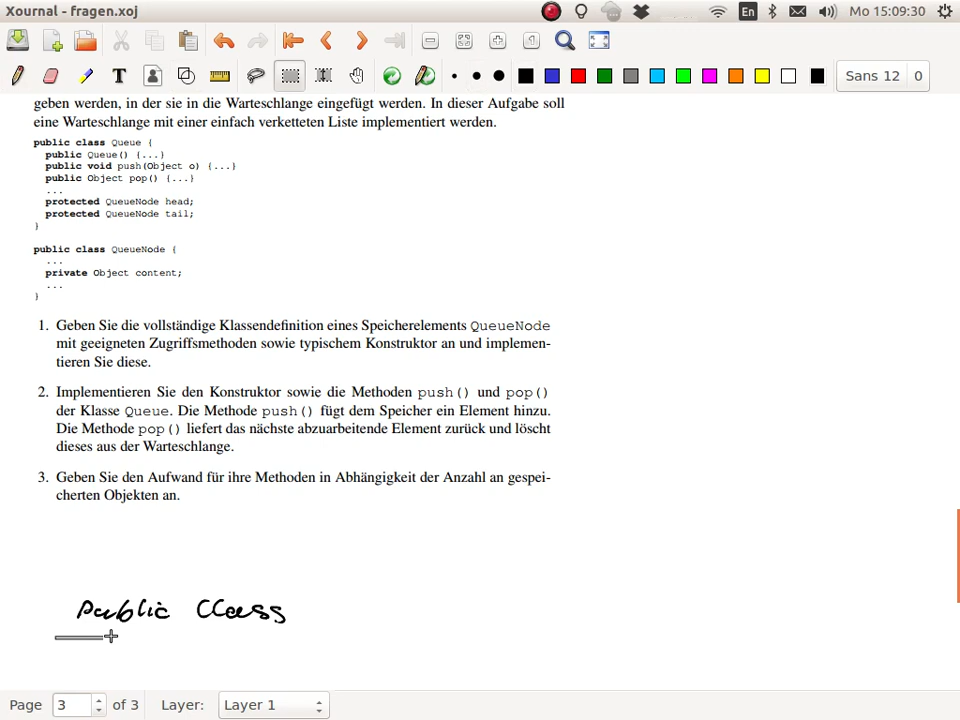 Xournal - fragen.xoj
En
Mo 15:09:30
T
Sans 12 0
geben werden, in der sie in die Warteschlange eingefügt werden. In dieser Aufgabe soll
eine Warteschlange mit einer einfach verketteten Liste implementiert werden.
public class Queue {
public Queue() {...}
public void push(Object o) {...}
public Object pop() {...}
...
protected QueueNode head;
protected QueueNode tail;
}
public class QueueNode {
...
private Object content;
...
}
1. Geben Sie die vollständige Klassendefinition eines Speicherelements QueueNode
mit geeigneten Zugriffsmethoden sowie typischem Konstruktor an und implemen-
tieren Sie diese.
2. Implementieren Sie den Konstruktor sowie die Methoden push() und pop()
der Klasse Queue. Die Methode push() fügt dem Speicher ein Element hinzu.
Die Methode pop() liefert das nächste abzuarbeitende Element zurück und löscht
dieses aus der Warteschlange.
3. Geben Sie den Aufwand für ihre Methoden in Abhängigkeit der Anzahl an gespei-
cherten Objekten an.
Public Class
Page 3 of 3 Layer: Layer 1